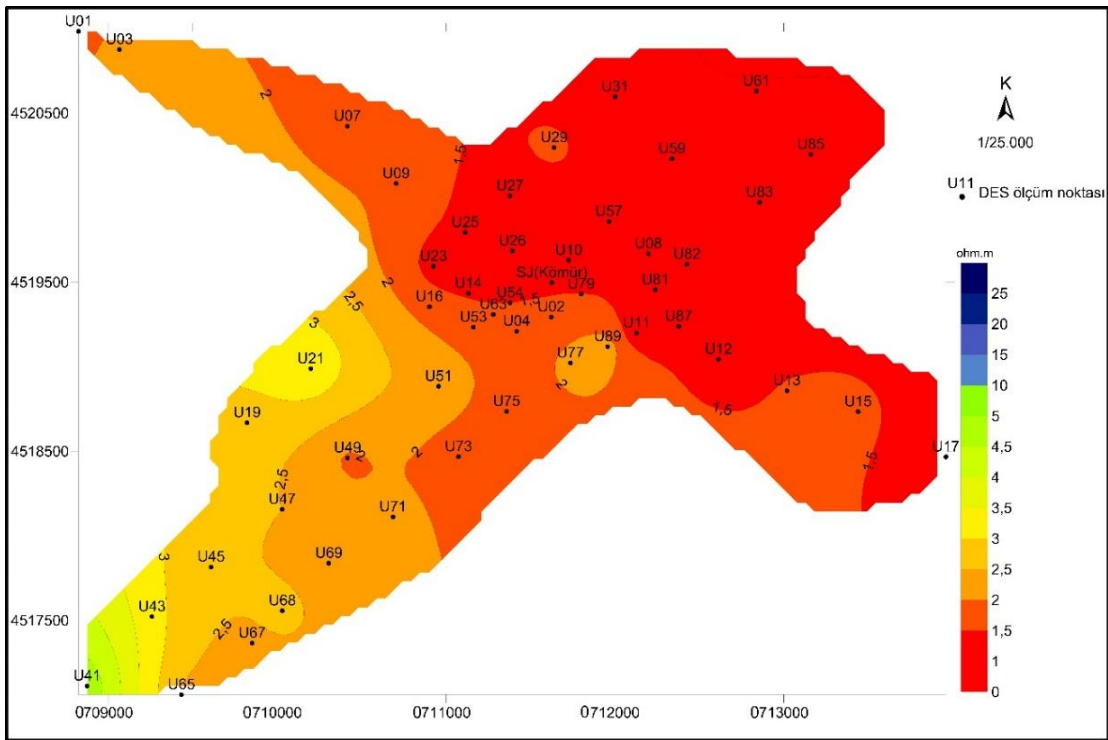 U01
U03
U61
U31
K
4520500
2
U07
U29
1/25.000
U85
1,5
U59
U09
U11
DES ölçüm noktası
U27
U83
U57
U25
U26
U10
U08
U82
ohm.m
U23
SJ(Kömür)
4519500
2
U14
U79
U81
25
2,5
U16
U54
1,5
U63
U02
20
3
U53
U04
U11
U87
15
U89
U21
U77
U12
10
2
U51
U13
5
U75
1,5
U15
U19
4,5
4518500
U49
2
2
U73
1,5
U17
4
2,5
U47
3,5
U71
3
3
U45
U69
2,5
U68
2
4517500
U43
2,5
U67
1,5
1
U41
U65
0
0709000
0710000
0711000
0712000
0713000